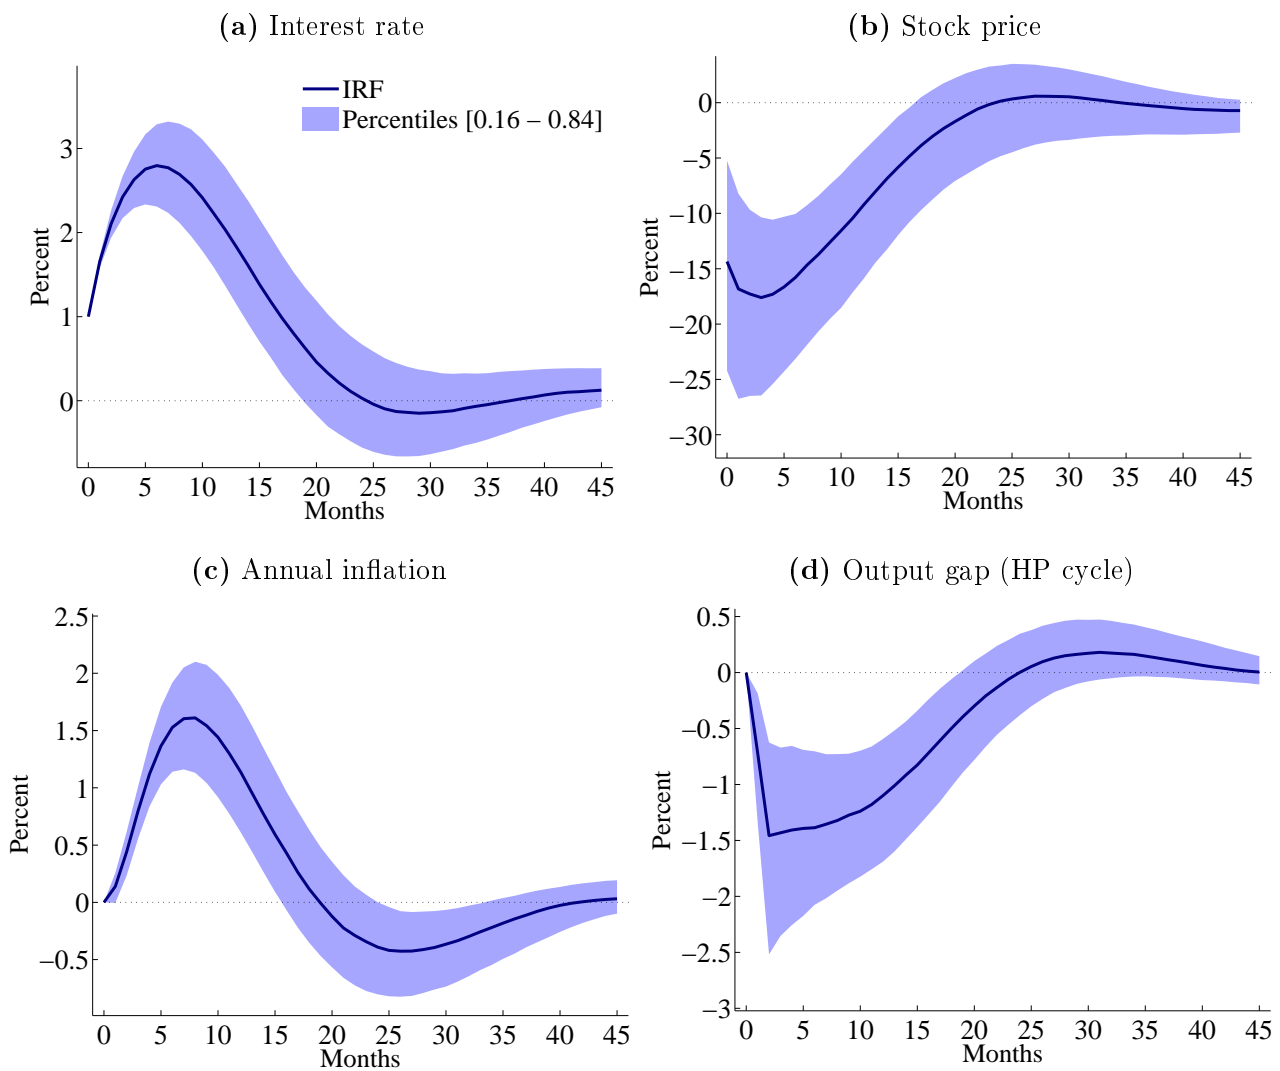 (a) Interest rate
IRF
Percentiles [0.16 – 0.84]
Percent
3
2
1
0
0 5 10 15 20 25 30 35 40 45
Months
(b) Stock price
Percent
0
−5
−10
−15
−20
−25
−30
0 5 10 15 20 25 30 35 40 45
Months
(c) Annual inflation
Percent
2.5
2
1.5
1
0.5
0
−0.5
0 5 10 15 20 25 30 35 40 45
Months
(d) Output gap (HP cycle)
Percent
0.5
0
−0.5
−1
−1.5
−2
−2.5
−3
0 5 10 15 20 25 30 35 40 45
Months